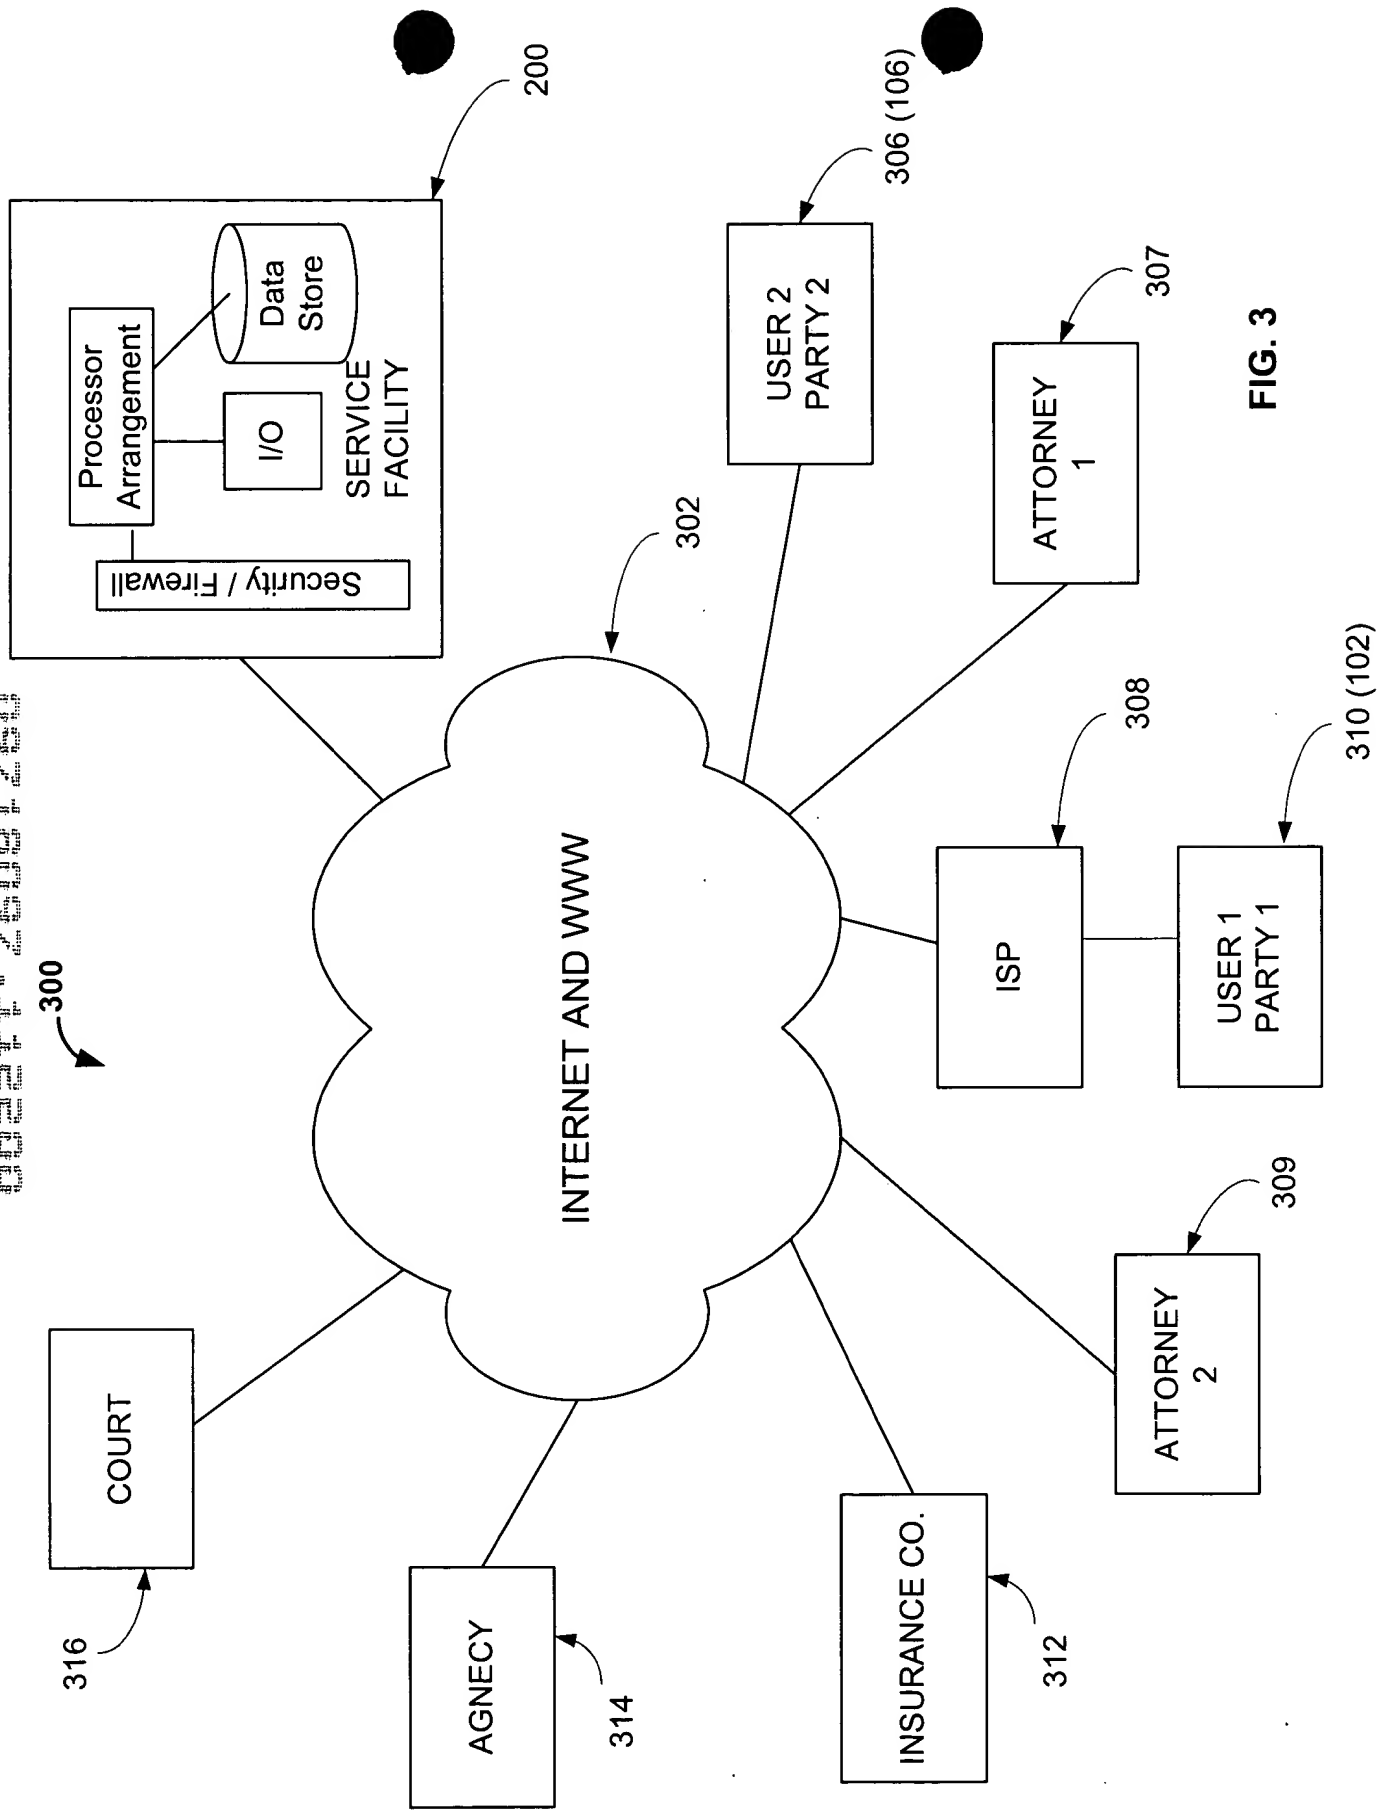 300
COURT
316
Processor
Arrangement
Security / Firewall
I/O
Data
Store
SERVICE
FACILITY
200
AGNECY
314
INTERNET AND WWW
302
USER 2
PARTY 2
306 (106)
INSURANCE CO.
312
ISP
308
ATTORNEY
1
307
ATTORNEY
2
309
USER 1
PARTY 1
310 (102)
FIG. 3